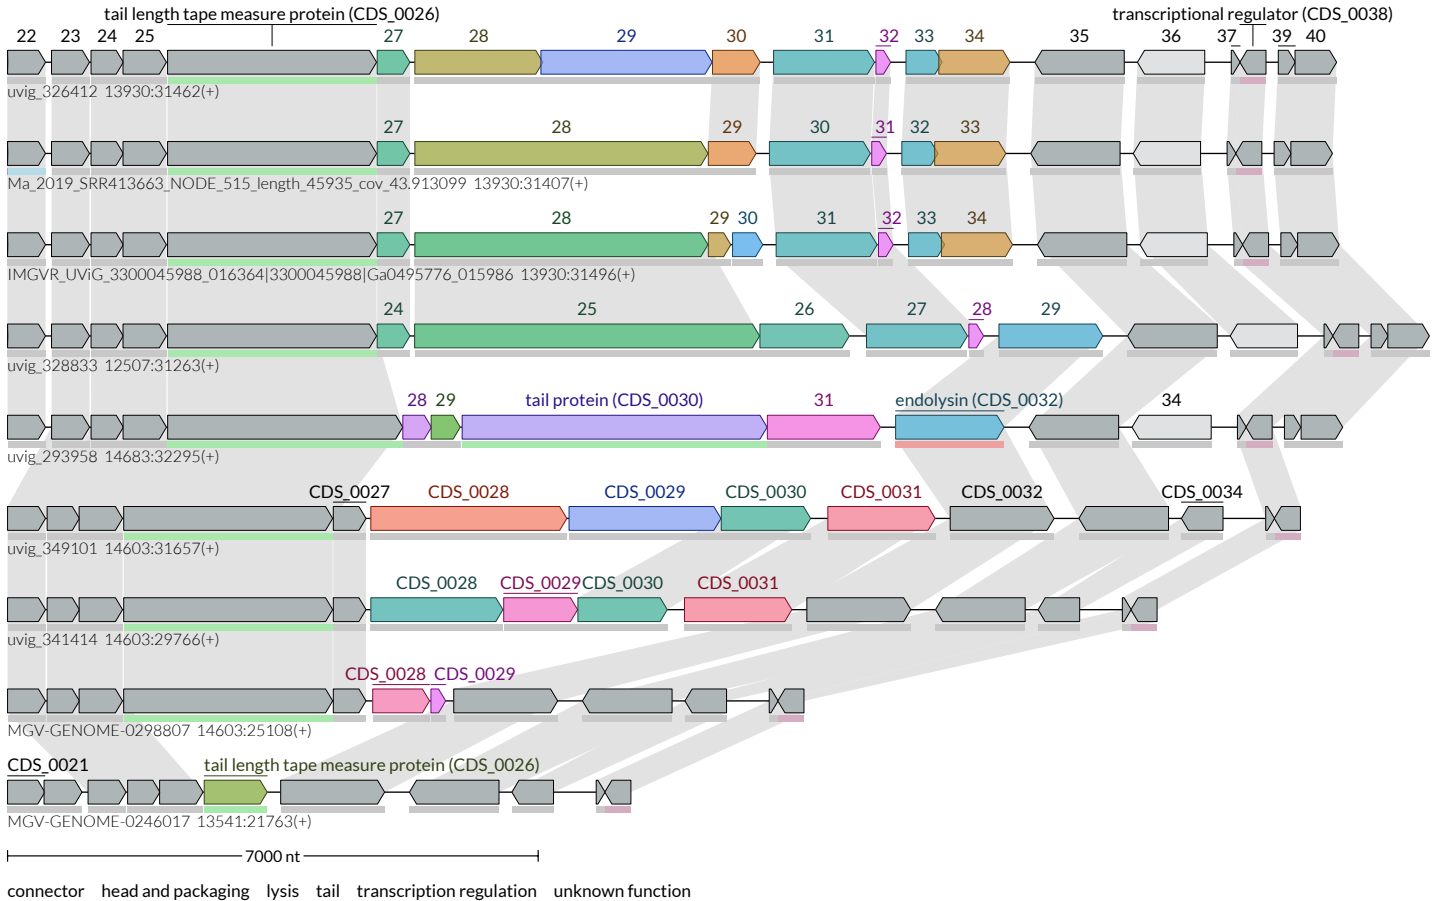 tail length tape measure protein (CDS_0026) transcriptional regulator (CDS_0038)
22 23 24 25 27 28 29 30 31 32 33 34 35 36 37 39 40
uvig_326412 13930:31462(+)
27 28 29 30 31 32 33
Ma_2019_SRR413663_NODE_515_length_45935_cov_43.913099 13930:31407(+)
27 28 29 30 31 32 33 34
IMGVR_UViG_3300045988_016364|3300045988|Ga0495776_015986 13930:31496(+)
24 25 26 27 28 29
uvig_328833 12507:31263(+)
28 29 tail protein (CDS_0030) 31 endolysin (CDS_0032) 34
uvig_293958 14683:32295(+)
CDS_0027 CDS_0028 CDS_0029 CDS_0030 CDS_0031 CDS_0032 CDS_0034
uvig_349101 14603:31657(+)
CDS_0028 CDS_0029 CDS_0030 CDS_0031
uvig_341414 14603:29766(+)
CDS_0028 CDS_0029
MGV-GENOME-0298807 14603:25108(+)
CDS_0021 tail length tape measure protein (CDS_0026)
MGV-GENOME-0246017 13541:21763(+)
7000 nt
connector head and packaging lysis tail transcription regulation unknown function